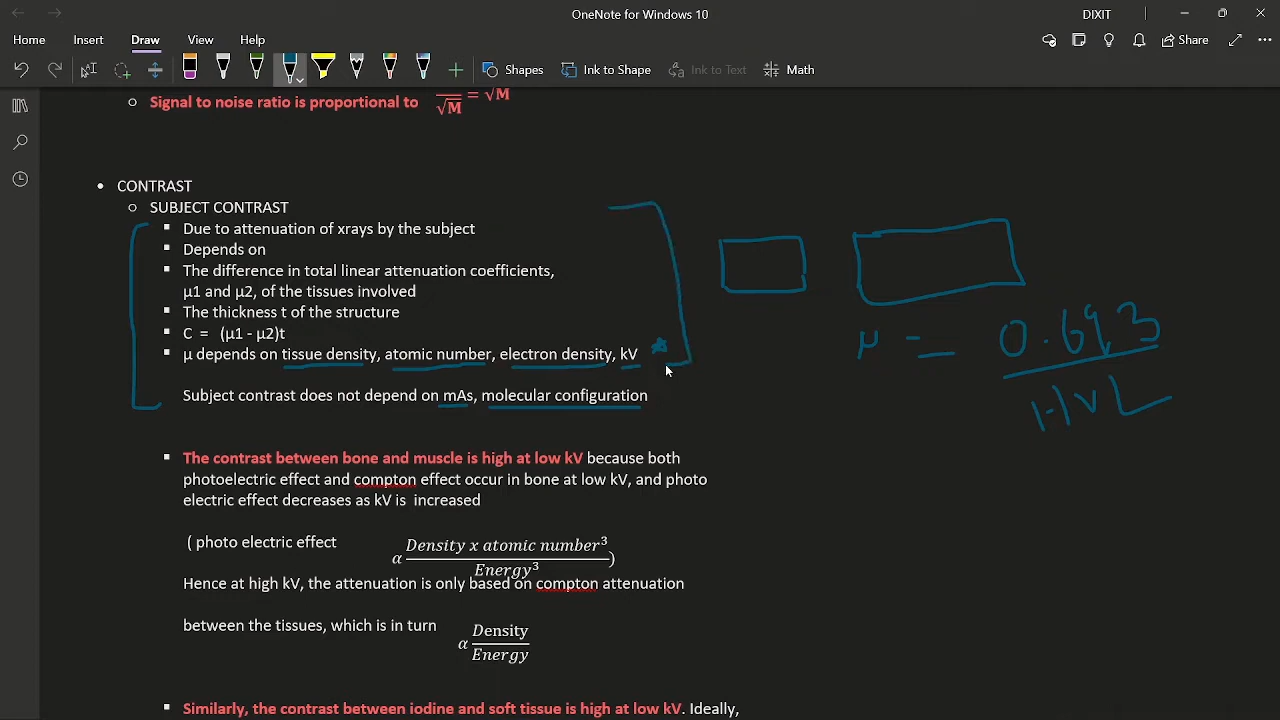 OneNote for Windows 10
DIXIT
Home Insert Draw View Help
Shapes Ink to Shape Ink to Text Math Share
Signal to noise ratio is proportional to
√M = √M
CONTRAST
SUBJECT CONTRAST
Due to attenuation of xrays by the subject
Depends on
The difference in total linear attenuation coefficients,
μ1 and μ2, of the tissues involved
The thickness t of the structure
C = (μ1 - μ2)t
μ depends on tissue density, atomic number, electron density, kV
Subject contrast does not depend on mAs, molecular configuration
μ = 0.693
HVL
The contrast between bone and muscle is high at low kV because both
photoelectric effect and compton effect occur in bone at low kV, and photo
electric effect decreases as kV is increased
( photo electric effect α Density x atomic number³
Energy³ )
Hence at high kV, the attenuation is only based on compton attenuation
between the tissues, which is in turn α Density
Energy
Similarly, the contrast between iodine and soft tissue is high at low kV. Ideally,